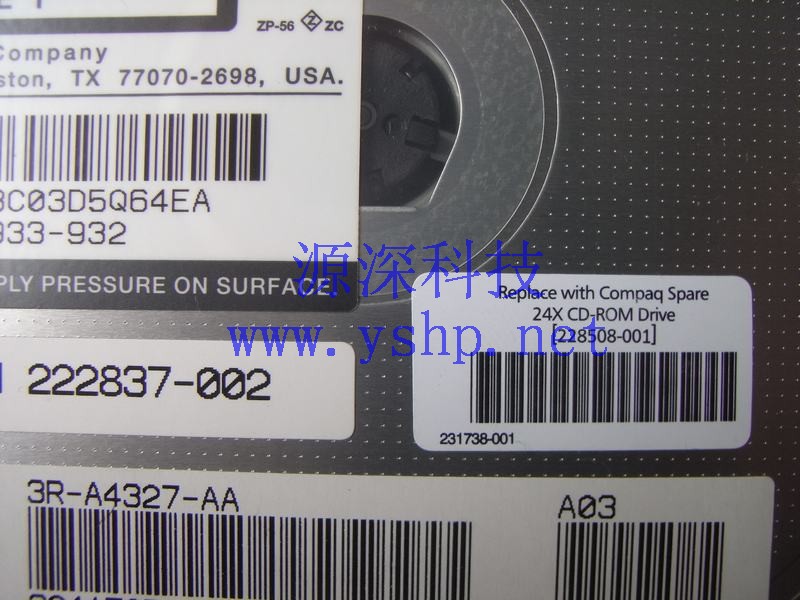 ZP-56 Z ZC
Company
ston, TX 77070-2698, USA.
3C03D5Q64EA
933-932
PLY PRESSURE ON SURFACE
源深科技
www.yshp.net
Replace with Compaq Spare
24X CD-ROM Drive
[228508-001]
231738-001
222837-002
3R-A4327-AA
A03